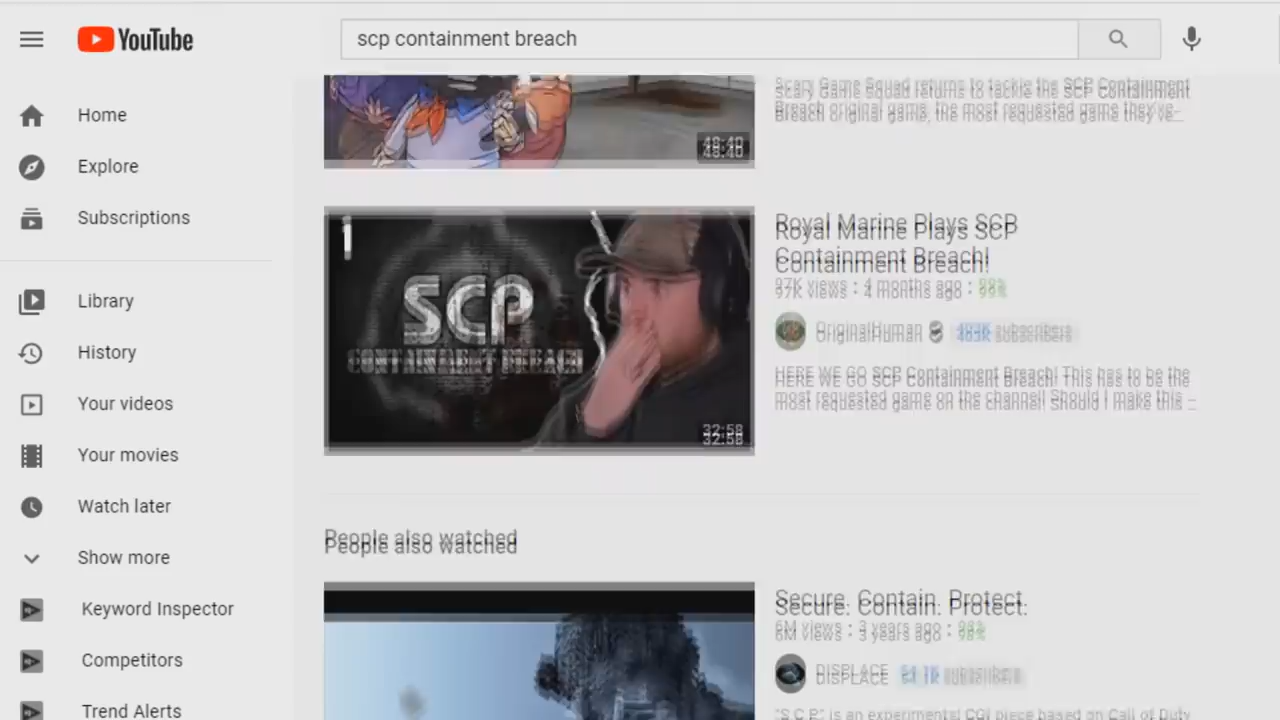 YouTube
scp containment breach
Home
Explore
Subscriptions
Library
History
Your videos
Your movies
Watch later
Show more
Keyword Inspector
Competitors
Trend Alerts
48:40
Scary Game Squad returns to tackle the SCP Containment
Breach original game, the most requested game they've...
SCP
CONTAINMENT BREACH
32:58
Royal Marine Plays SCP
Containment Breach!
97K views · 4 months ago ·
OriginalHuman
subscribers
HERE WE GO SCP Containment Breach! This has to be the
most requested game on the channel! Should I make this ...
People also watched
Secure. Contain. Protect.
6M views · 3 years ago · 98%
DISPLACE
subscribers
"S.C.P" is an experimental CGI piece based on Call of Duty